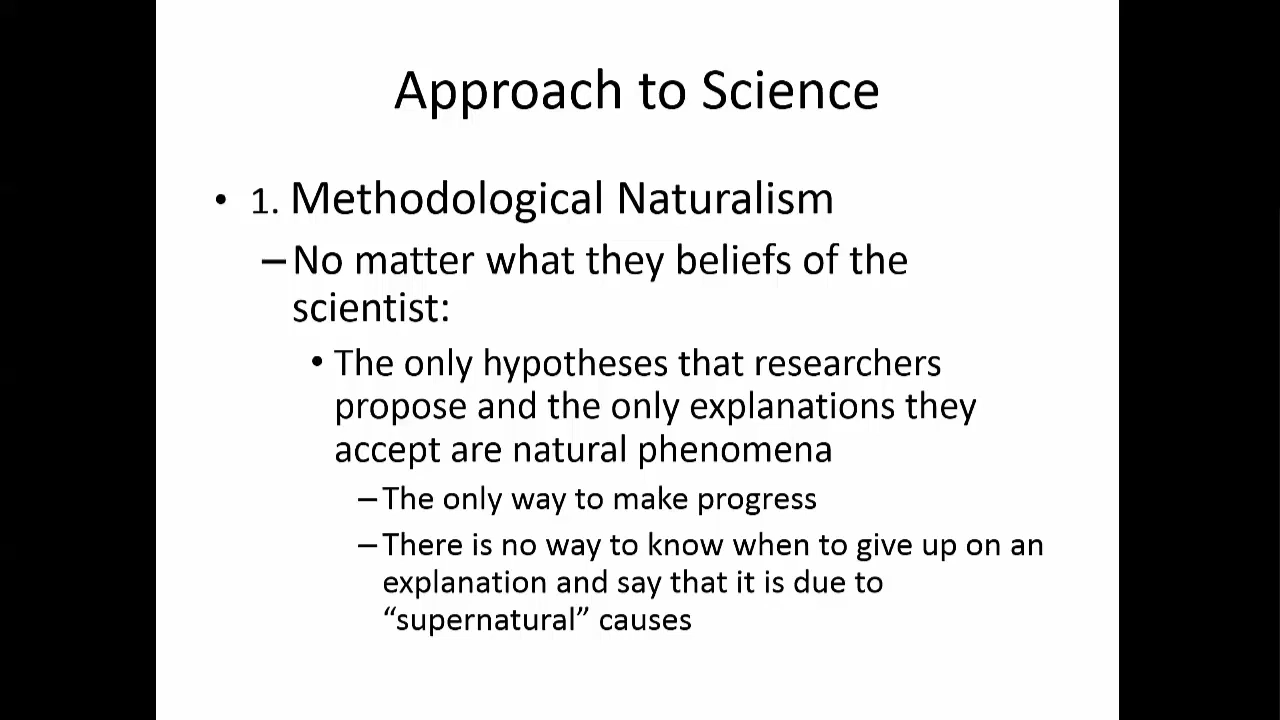 Approach to Science
• 1. Methodological Naturalism
–No matter what they beliefs of the
scientist:
• The only hypotheses that researchers
propose and the only explanations they
accept are natural phenomena
–The only way to make progress
–There is no way to know when to give up on an
explanation and say that it is due to
“supernatural” causes